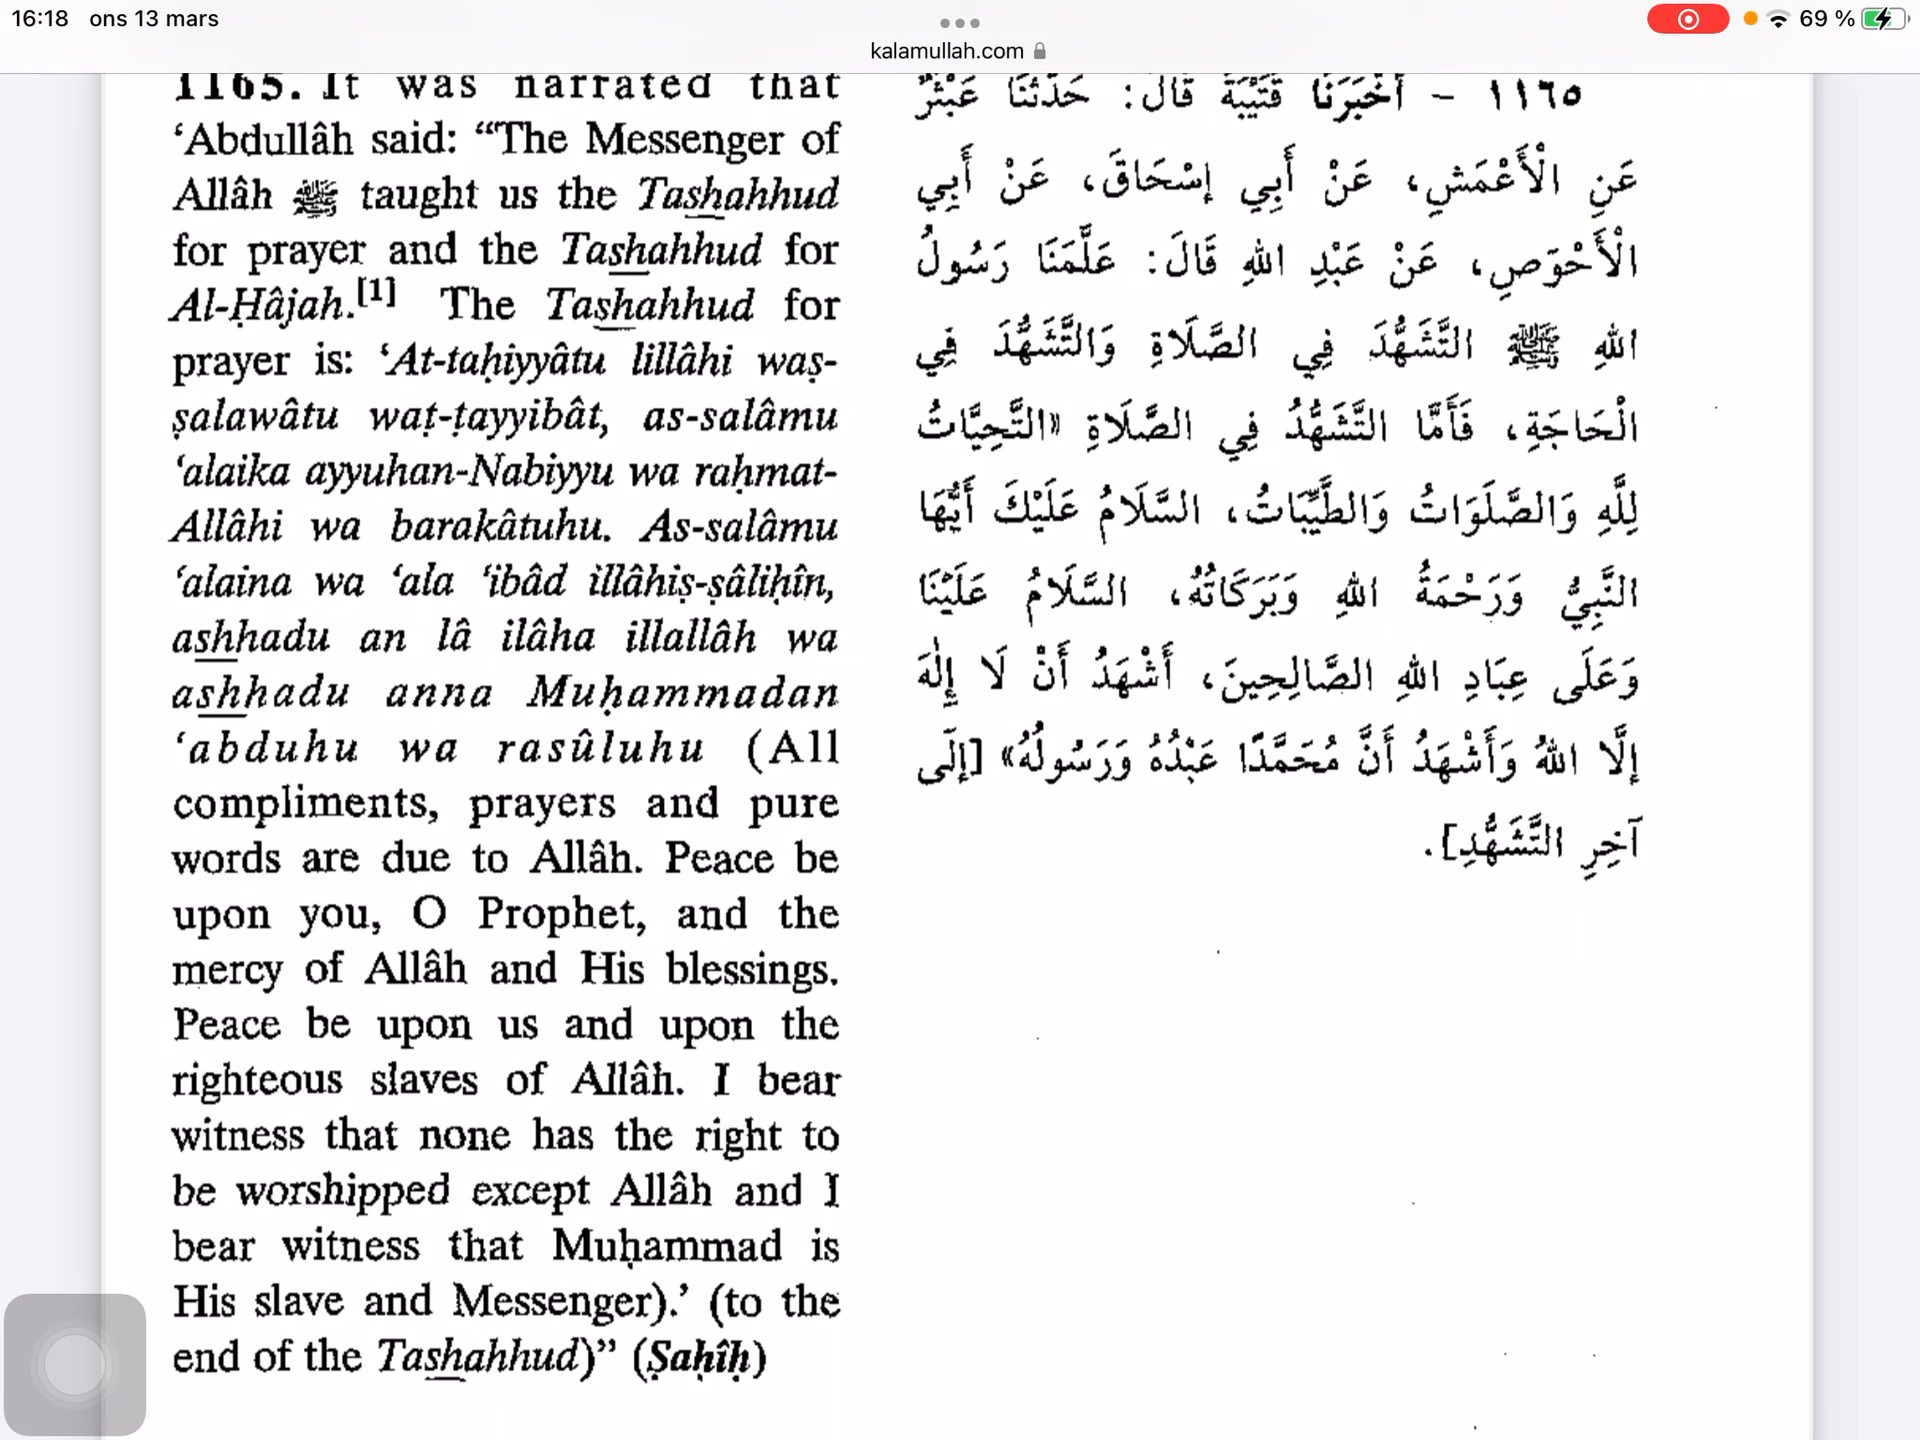 16:18 ons 13 mars
kalamullah.com
69 %
1165. It was narrated that
‘Abdullâh said: “The Messenger of
Allâh ﷺ taught us the Tashahhud
for prayer and the Tashahhud for
Al-Ḥâjah.[1] The Tashahhud for
prayer is: ‘At-taḥiyyâtu lillâhi waṣ-
ṣalawâtu waṭ-ṭayyibât, as-salâmu
‘alaika ayyuhan-Nabiyyu wa raḥmat-
Allâhi wa barakâtuhu. As-salâmu
‘alaina wa ‘ala ‘ibâd illâhiṣ-ṣâliḥîn,
ashhadu an lâ ilâha illallâh wa
ashhadu anna Muḥammadan
‘abduhu wa rasûluhu (All
compliments, prayers and pure
words are due to Allâh. Peace be
upon you, O Prophet, and the
mercy of Allâh and His blessings.
Peace be upon us and upon the
righteous slaves of Allâh. I bear
witness that none has the right to
be worshipped except Allâh and I
bear witness that Muḥammad is
His slave and Messenger).’ (to the
end of the Tashahhud)” (Ṣaḥîḥ)
١١٦٥ - أَخْبَرَنَا قُتَيْبَةُ قَالَ: حَدَّثَنَا عَبْثَرٌ
عَنِ الْأَعْمَشِ، عَنْ أَبِي إِسْحَاقَ، عَنْ أَبِي
الْأَحْوَصِ، عَنْ عَبْدِ اللهِ قَالَ: عَلَّمَنَا رَسُولُ
اللهِ ﷺ التَّشَهُّدَ فِي الصَّلَاةِ وَالتَّشَهُّدَ فِي
الْحَاجَةِ، فَأَمَّا التَّشَهُّدُ فِي الصَّلَاةِ «التَّحِيَّاتُ
لِلَّهِ وَالصَّلَوَاتُ وَالطَّيِّبَاتُ، السَّلَامُ عَلَيْكَ أَيُّهَا
النَّبِيُّ وَرَحْمَةُ اللهِ وَبَرَكَاتُهُ، السَّلَامُ عَلَيْنَا
وَعَلَى عِبَادِ اللهِ الصَّالِحِينَ، أَشْهَدُ أَنْ لَا إِلٰهَ
إِلَّا اللهُ وَأَشْهَدُ أَنَّ مُحَمَّدًا عَبْدُهُ وَرَسُولُهُ» [إِلَى
آخِرِ التَّشَهُّدِ].